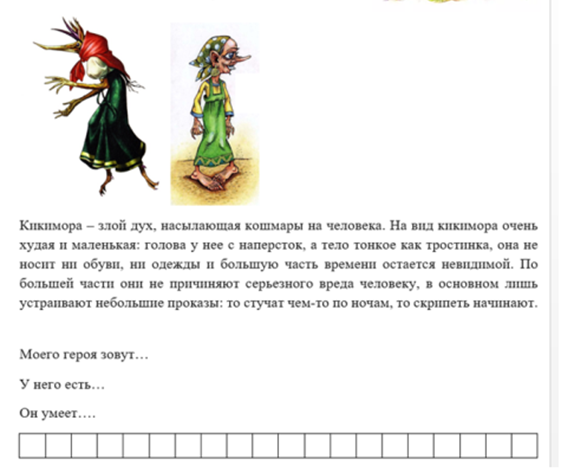 Кикимора – злой дух, насылающая кошмары на человека. На вид кикимора очень
худая и маленькая: голова у нее с наперсток, а тело тонкое как тростинка, она не
носит ни обуви, ни одежды и большую часть времени остается невидимой. По
большей части они не причиняют серьезного вреда человеку, в основном лишь
устраивают небольшие проказы: то стучат чем-то по ночам, то скрипеть начинают.
Моего героя зовут…
У него есть…
Он умеет….